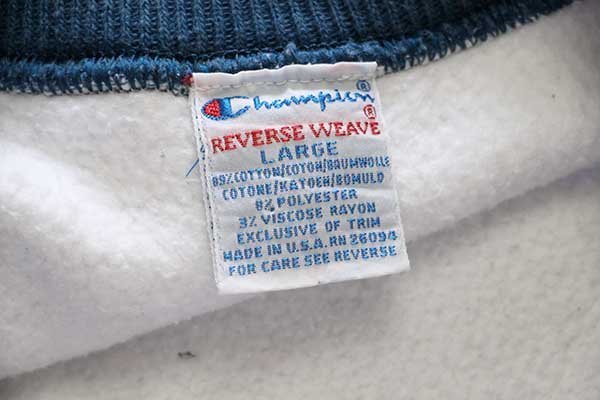 Champion®
REVERSE WEAVE®
LARGE
89%COTTON/COTON/BAUMWOLLE
COTONE/KATOEN/BOMULD
8% POLYESTER
3% VISCOSE RAYON
EXCLUSIVE OF TRIM
MADE IN U.S.A. RN 26094
FOR CARE SEE REVERSE